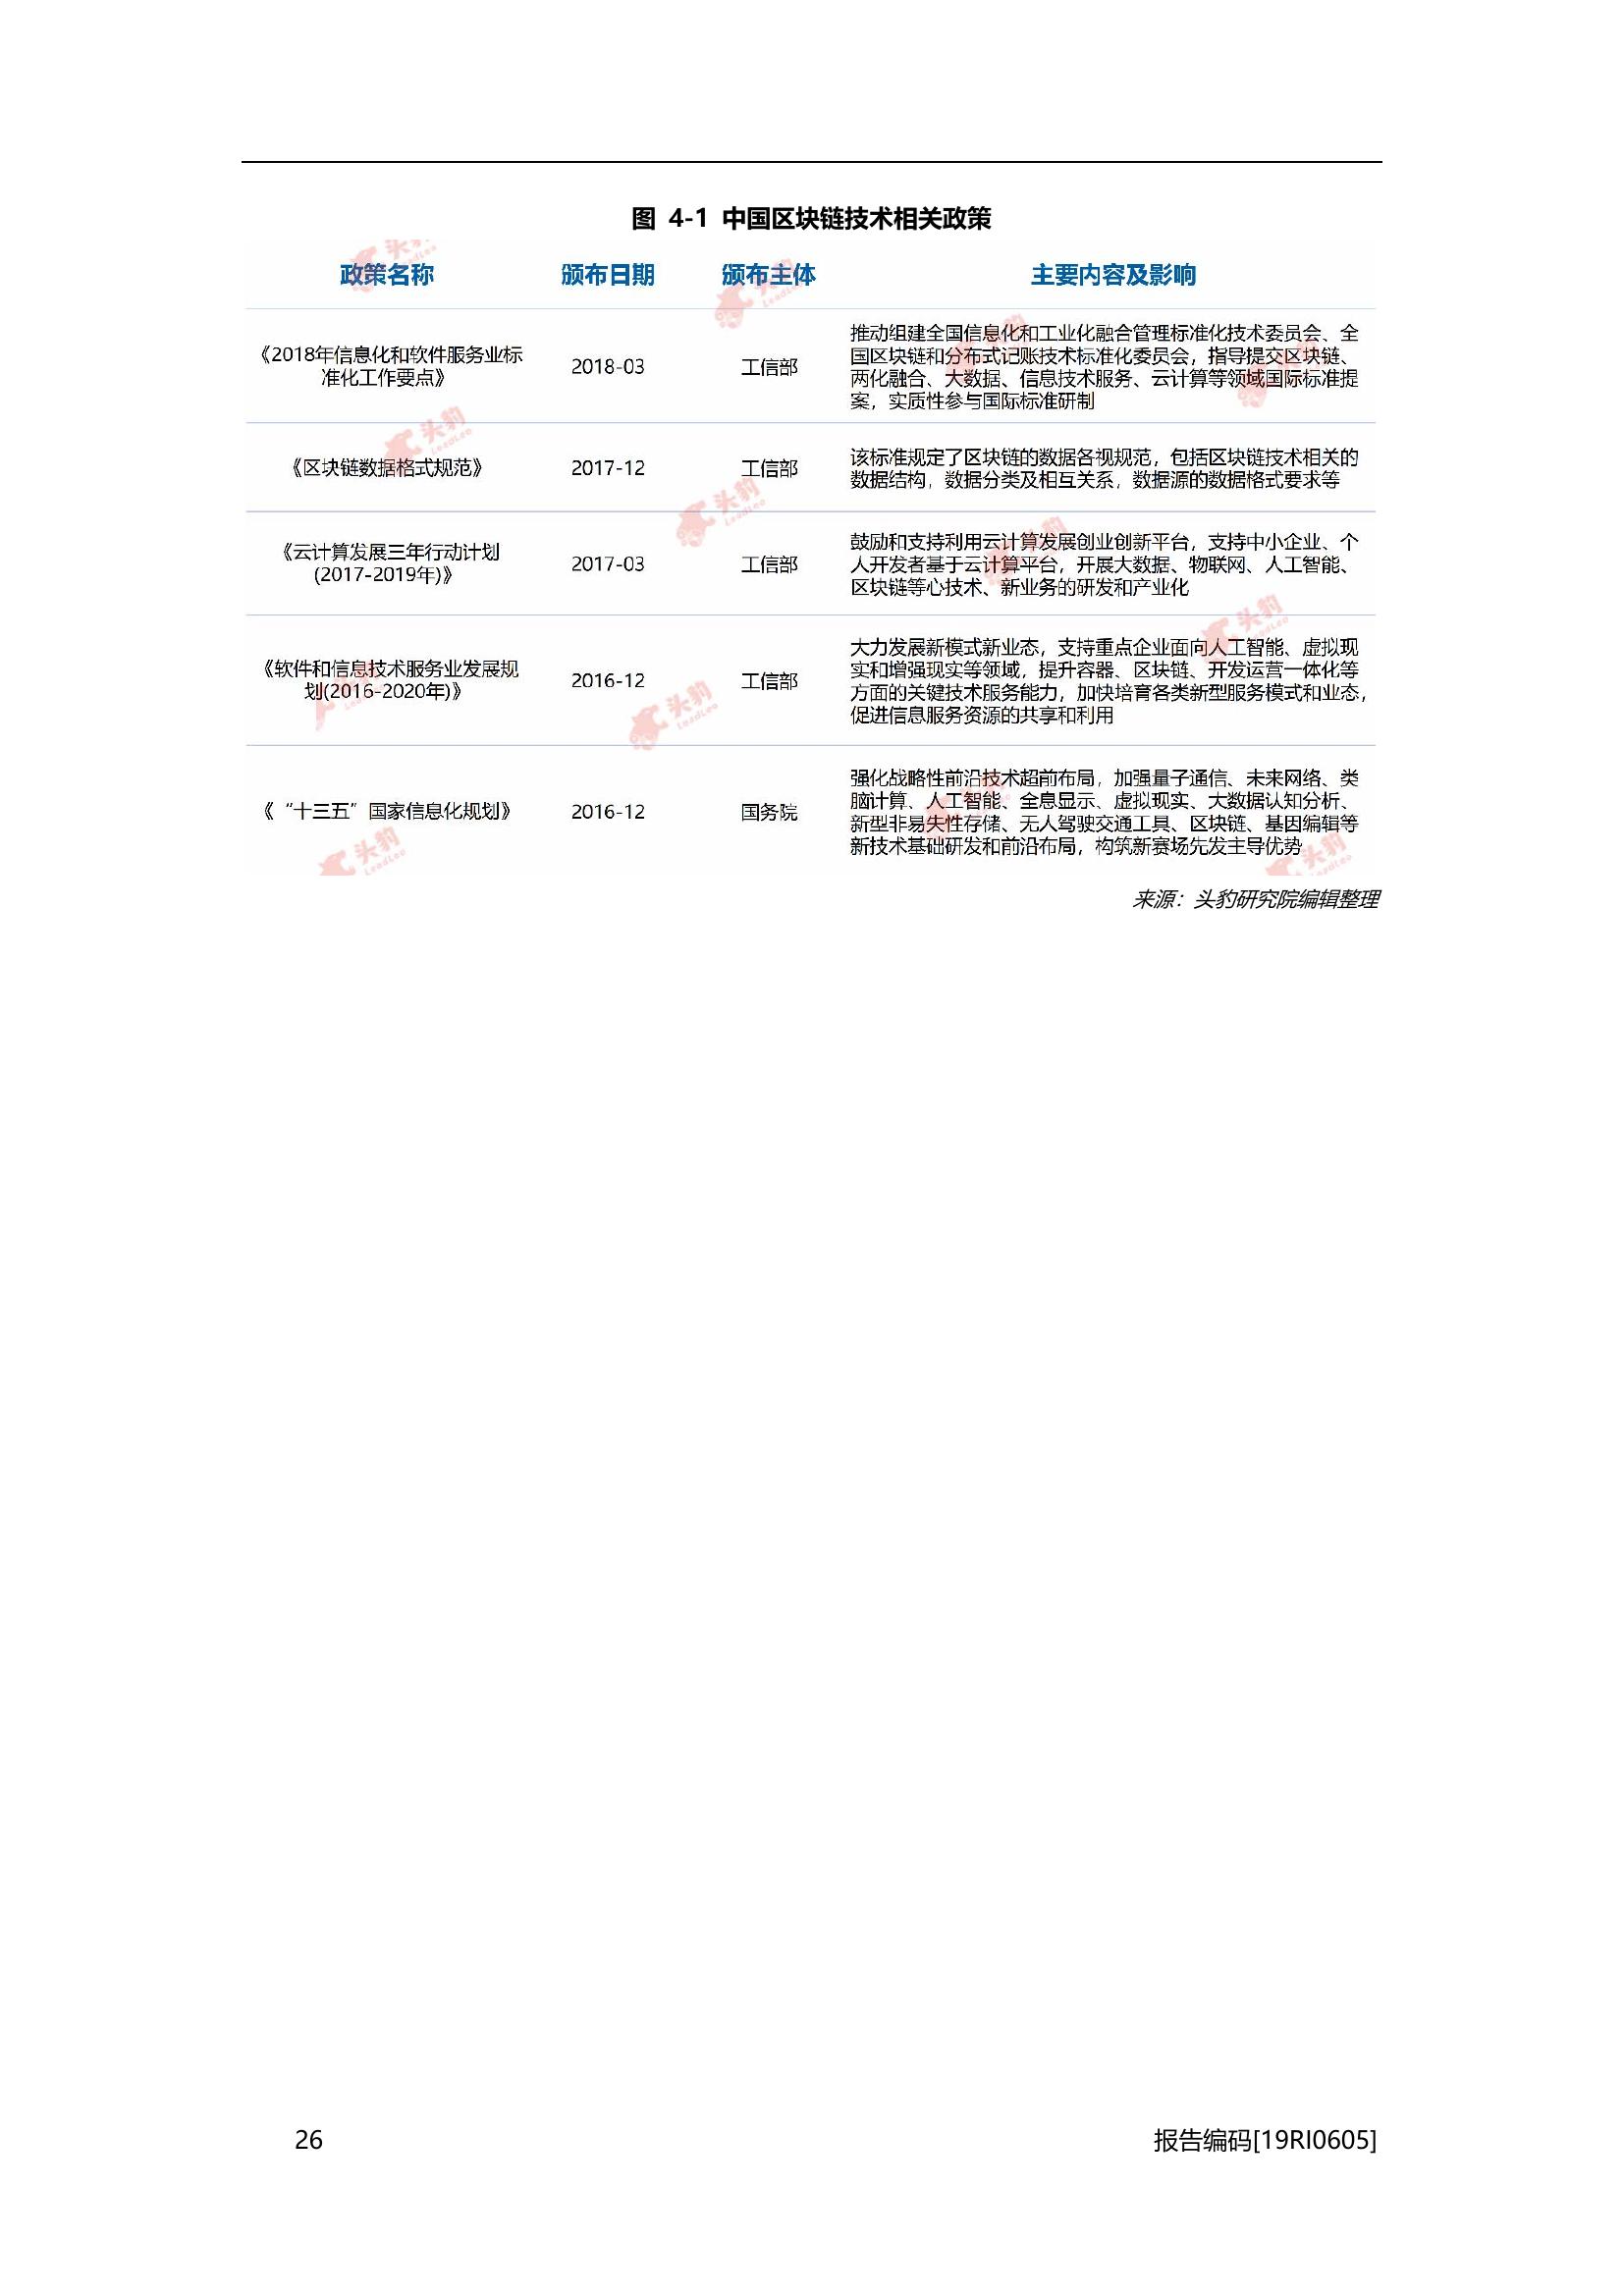 图 4-1 中国区块链技术相关政策
政策名称 颁布日期 颁布主体 主要内容及影响
《2018年信息化和软件服务业标
准化工作要点》
2018-03
工信部
推动组建全国信息化和工业化融合管理标准化技术委员会、全
国区块链和分布式记账技术标准化委员会，指导提交区块链、
两化融合、大数据、信息技术服务、云计算等领域国际标准提
案，实质性参与国际标准研制
《区块链数据格式规范》
2017-12
工信部
该标准规定了区块链的数据各视规范，包括区块链技术相关的
数据结构，数据分类及相互关系，数据源的数据格式要求等
《云计算发展三年行动计划
(2017-2019年)》
2017-03
工信部
鼓励和支持利用云计算发展创业创新平台，支持中小企业、个
人开发者基于云计算平台，开展大数据、物联网、人工智能、
区块链等心技术、新业务的研发和产业化
《软件和信息技术服务业发展规
划(2016-2020年)》
2016-12
工信部
大力发展新模式新业态，支持重点企业面向人工智能、虚拟现
实和增强现实等领域，提升容器、区块链、开发运营一体化等
方面的关键技术服务能力，加快培育各类新型服务模式和业态，
促进信息服务资源的共享和利用
《“十三五”国家信息化规划》
2016-12
国务院
强化战略性前沿技术超前布局，加强量子通信、未来网络、类
脑计算、人工智能、全息显示、虚拟现实、大数据认知分析、
新型非易失性存储、无人驾驶交通工具、区块链、基因编辑等
新技术基础研发和前沿布局，构筑新赛场先发主导优势
来源：头豹研究院编辑整理
26
报告编码[19RI0605]